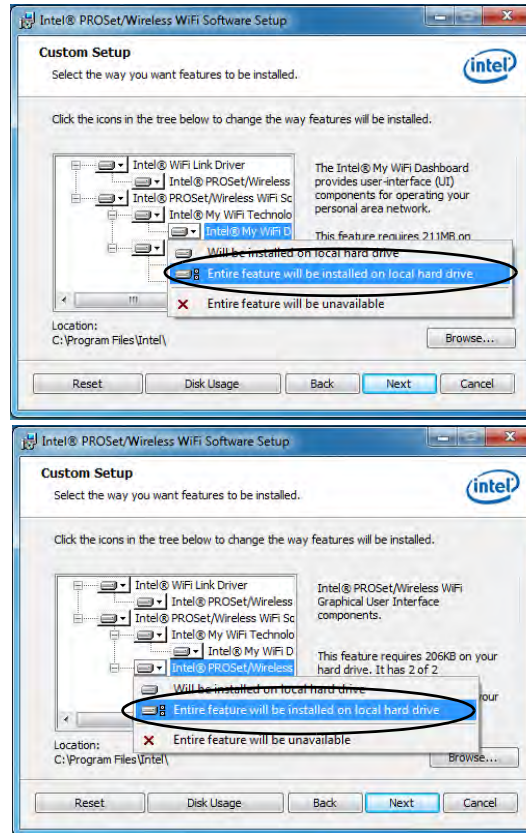 Intel® PROSet/Wireless WiFi Software Setup
Custom Setup
Select the way you want features to be installed.
intel
Click the icons in the tree below to change the way features will be installed.
Intel® WiFi Link Driver
Intel® PROSet/Wireless
Intel® PROSet/Wireless WiFi Sc
Intel® My WiFi Technolo
Intel® My WiFi D
The Intel® My WiFi Dashboard
provides user-interface (UI)
components for operating your
personal area network.
This feature requires 211MB on
Will be installed on local hard drive
Entire feature will be installed on local hard drive
Entire feature will be unavailable
Location:
C:\Program Files\Intel\
Browse...
Reset Disk Usage Back Next Cancel
Intel® PROSet/Wireless WiFi Software Setup
Custom Setup
Select the way you want features to be installed.
intel
Click the icons in the tree below to change the way features will be installed.
Intel® WiFi Link Driver
Intel® PROSet/Wireless
Intel® PROSet/Wireless WiFi Sc
Intel® My WiFi Technolo
Intel® My WiFi D
Intel® PROSet/Wireless
Intel® PROSet/Wireless WiFi
Graphical User Interface
components.
This feature requires 206KB on your
hard drive. It has 2 of 2
your
Will be installed on local hard drive
Entire feature will be installed on local hard drive
Entire feature will be unavailable
Location:
C:\Program Files\Intel\
Browse...
Reset Disk Usage Back Next Cancel